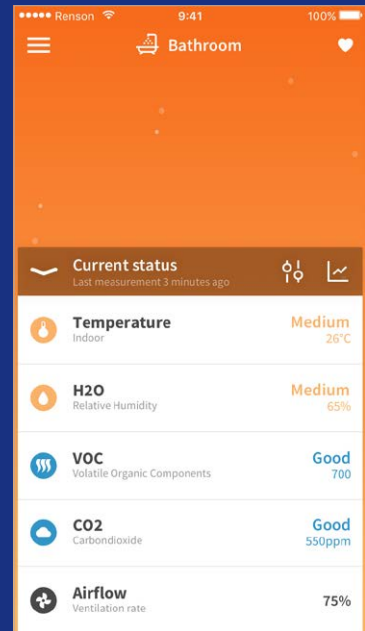 Renson 9:41 100%
Bathroom
Current status
Last measurement 3 minutes ago
Temperature Medium
Indoor 26°C
H2O Medium
Relative Humidity 65%
VOC Good
Volatile Organic Components 700
CO2 Good
Carbondioxide 550ppm
Airflow 75%
Ventilation rate